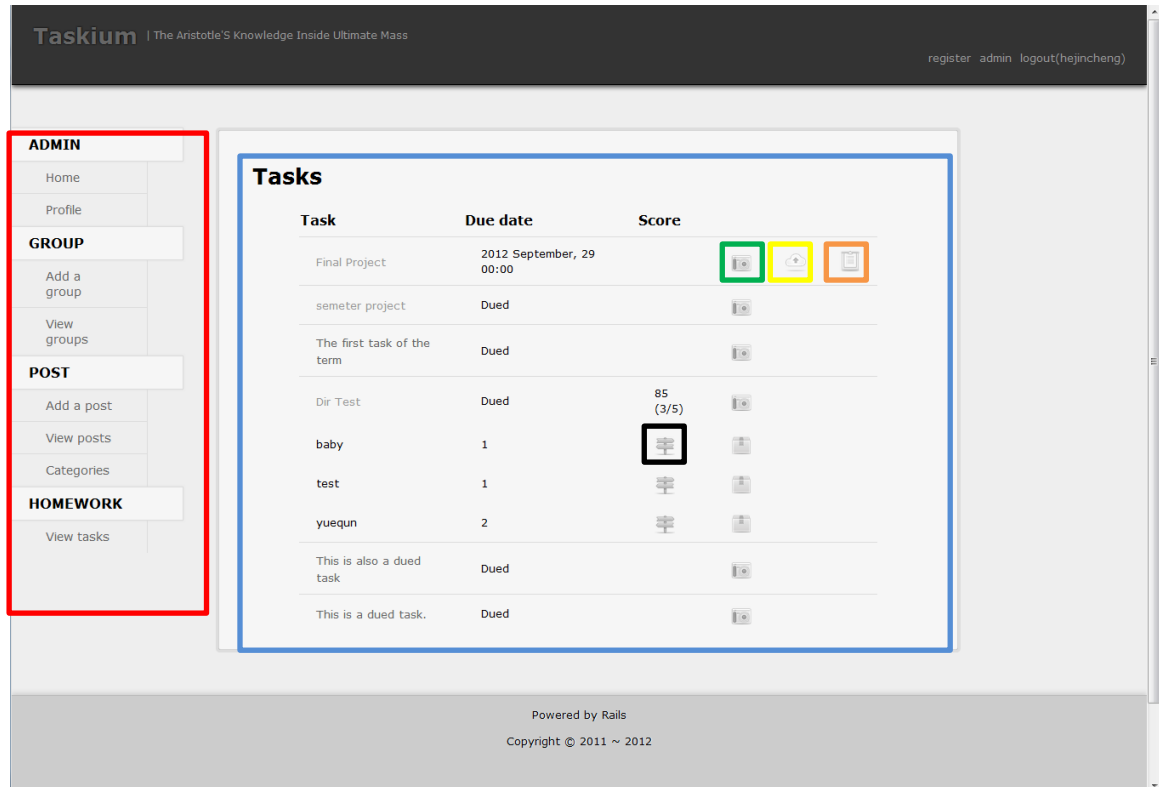 Taskium | The Aristotle'S Knowledge Inside Ultimate Mass
register admin logout(hejincheng)
ADMIN
Home
Profile
GROUP
Add a
group
View
groups
POST
Add a post
View posts
Categories
HOMEWORK
View tasks
Tasks
Task Due date Score
Final Project 2012 September, 29
00:00
semeter project Dued
The first task of the
term Dued
Dir Test Dued 85
(3/5)
baby 1
test 1
yuequn 2
This is also a dued
task Dued
This is a dued task. Dued
Powered by Rails
Copyright © 2011 ~ 2012